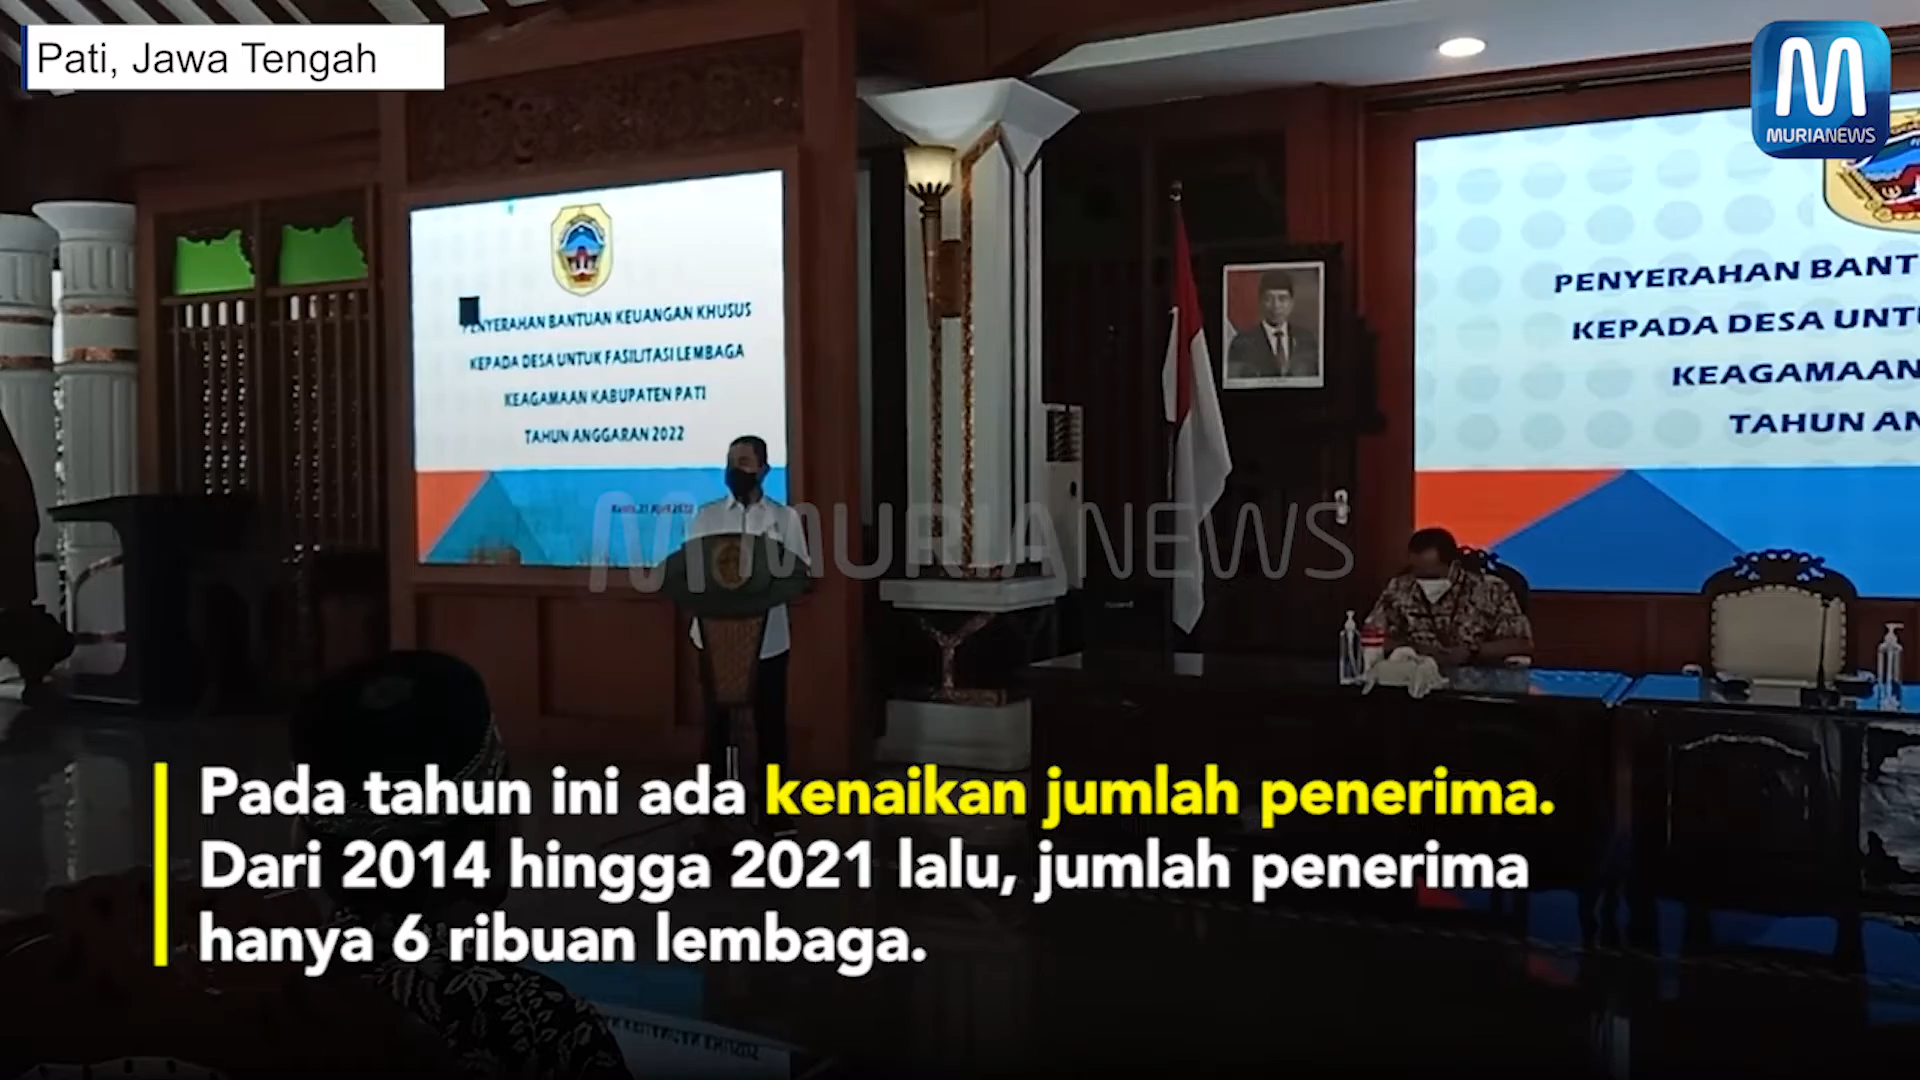 Pati, Jawa Tengah
MURIANEWS
PENYERAHAN BANTUAN KEUANGAN KHUSUS
KEPADA DESA UNTUK FASILITASI LEMBAGA
KEAGAMAAN KABUPATEN PATI
TAHUN ANGGARAN 2022
PENYERAHAN BANT
KEPADA DESA UNT
KEAGAMAAN
TAHUN AN
MURIANEWS
Pada tahun ini ada kenaikan jumlah penerima.
Dari 2014 hingga 2021 lalu, jumlah penerima
hanya 6 ribuan lembaga.